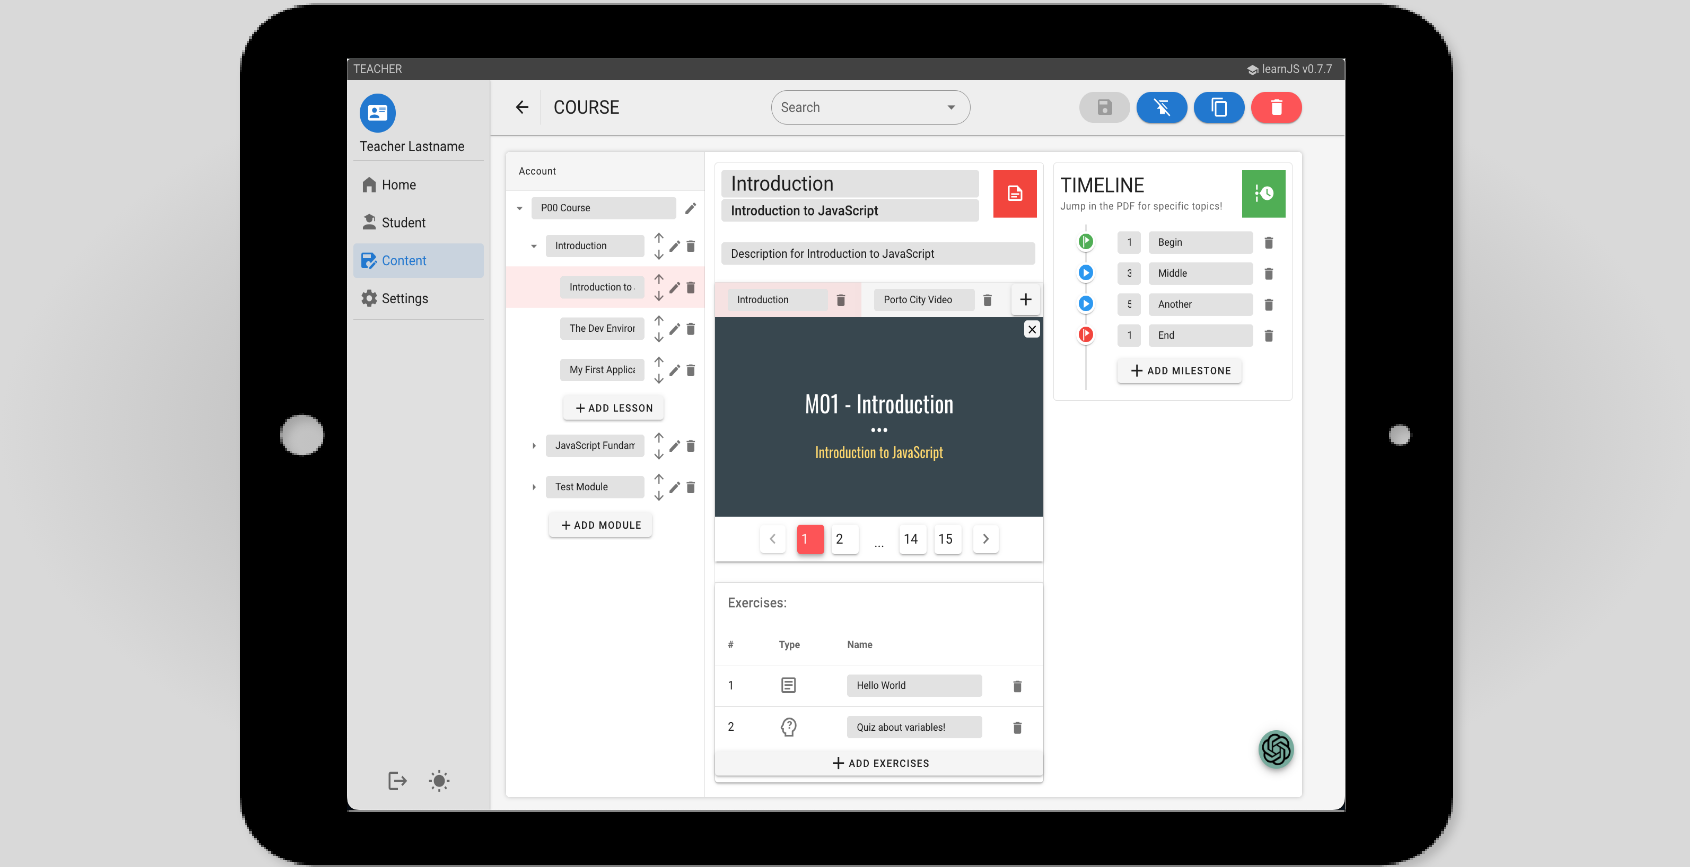 TEACHER
learnJS v0.7.7
Teacher Lastname
Home
Student
Content
Settings
COURSE
Search
Account
P00 Course
Introduction
Introduction to
The Dev Enviror
My First Applica
ADD LESSON
JavaScript Fundam
Test Module
ADD MODULE
Introduction
Introduction to JavaScript
Description for Introduction to JavaScript
Introduction
Porto City Video
M01 - Introduction
•••
Introduction to JavaScript
1 2 ... 14 15
Exercises:
# Type Name
1 Hello World
2 Quiz about variables!
ADD EXERCISES
TIMELINE
Jump in the PDF for specific topics!
1 Begin
3 Middle
5 Another
1 End
ADD MILESTONE